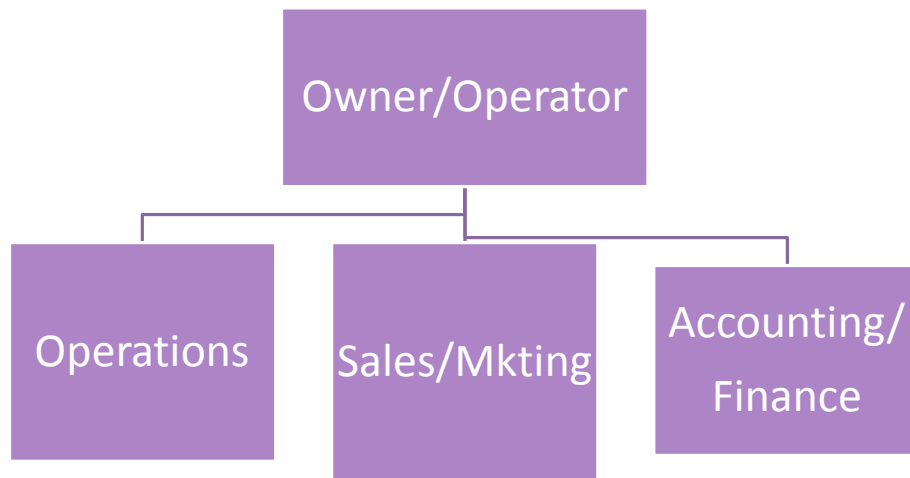 Owner/Operator
Operations
Sales/Mkting
Accounting/
Finance